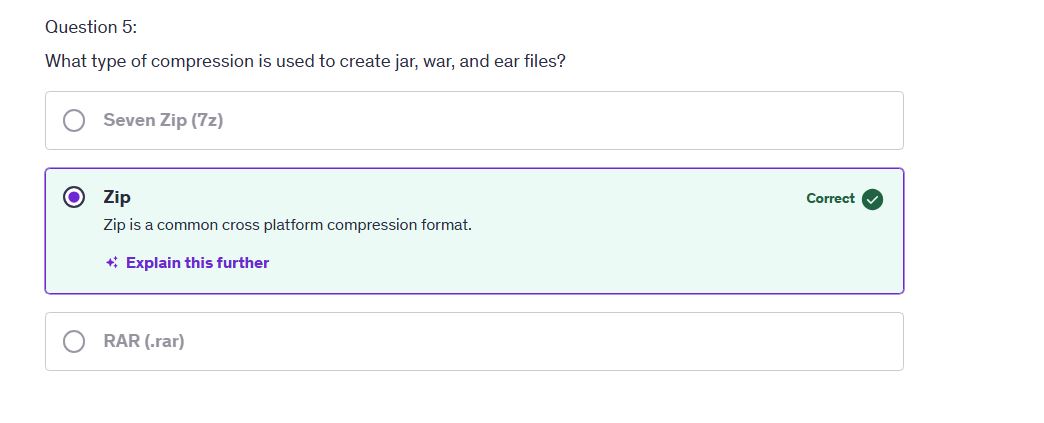 Question 5:
What type of compression is used to create jar, war, and ear files?
Seven Zip (7z)
Zip
Correct
Zip is a common cross platform compression format.
Explain this further
RAR (.rar)